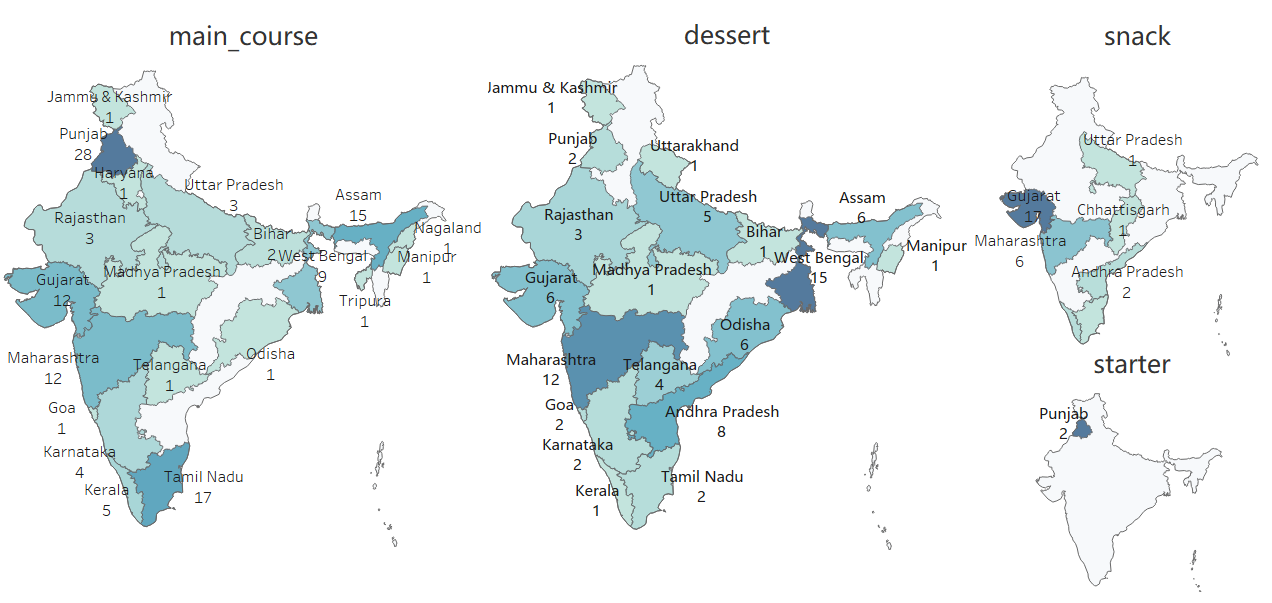 main_course
Jammu & Kashmir
1
Punjab
28
Haryana
1
Uttar Pradesh
3
Assam
15
Rajasthan
3
Nagaland
1
Bihar
2
West Bengal
9
Manipur
1
Madhya Pradesh
1
Gujarat
12
Tripura
1
Maharashtra
12
Telangana
1
Odisha
1
Goa
1
Karnataka
4
Kerala
5
Tamil Nadu
17
dessert
Jammu & Kashmir
1
Punjab
2
Uttarakhand
1
Uttar Pradesh
5
Assam
6
Rajasthan
3
Bihar
1
Manipur
1
West Bengal
15
Madhya Pradesh
1
Gujarat
6
Odisha
6
Maharashtra
12
Telangana
4
Goa
2
Andhra Pradesh
8
Karnataka
2
Kerala
1
Tamil Nadu
2
snack
Uttar Pradesh
1
Gujarat
17
Chhattisgarh
1
Maharashtra
6
Andhra Pradesh
2
starter
Punjab
2